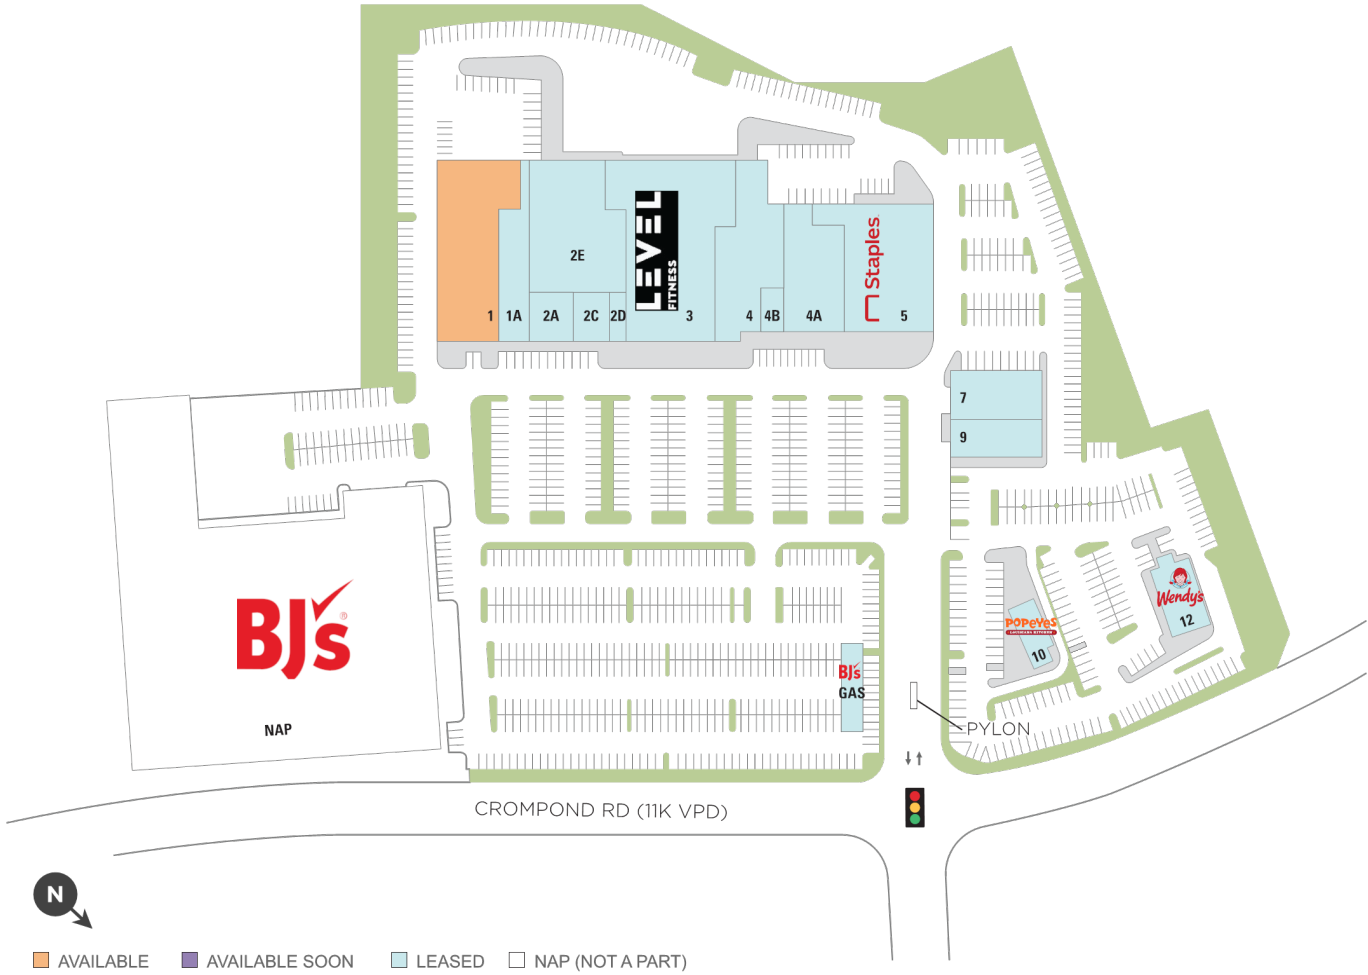 LEVEL
FITNESS
Staples
2E
1
1A
2A
2C
2D
3
4
4B
4A
5
7
9
BJ's
®
NAP
BJ's
GAS
POPEYES
LOUISIANA KITCHEN
10
Wendy's
12
PYLON
CROMPOND RD (11K VPD)
N
AVAILABLE
AVAILABLE SOON
LEASED
NAP (NOT A PART)